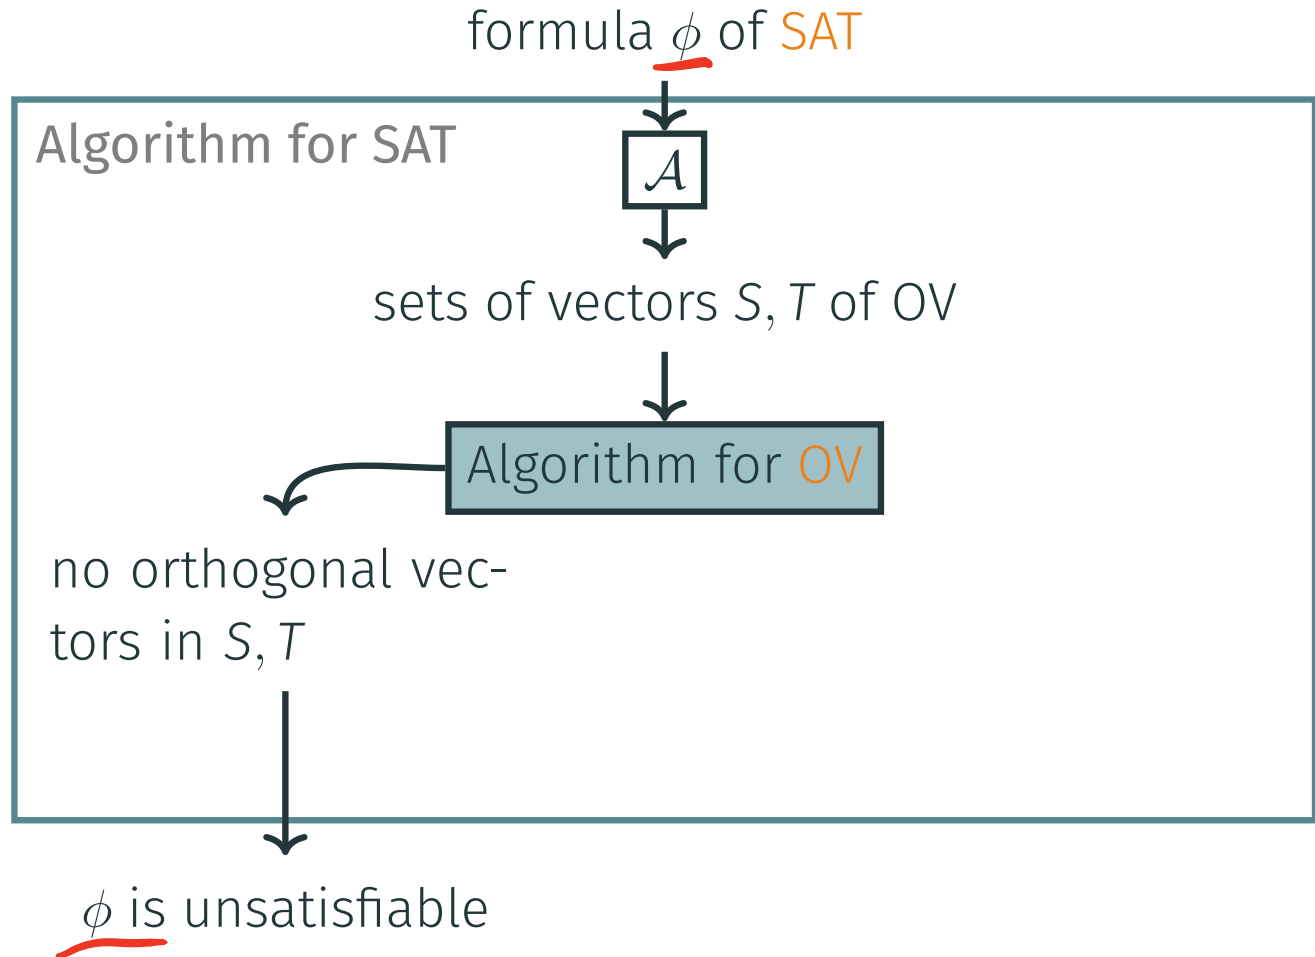 formula ϕ of SAT
Algorithm for SAT
𝒜
sets of vectors S, T of OV
Algorithm for OV
no orthogonal vec-
tors in S, T
ϕ is unsatisfiable